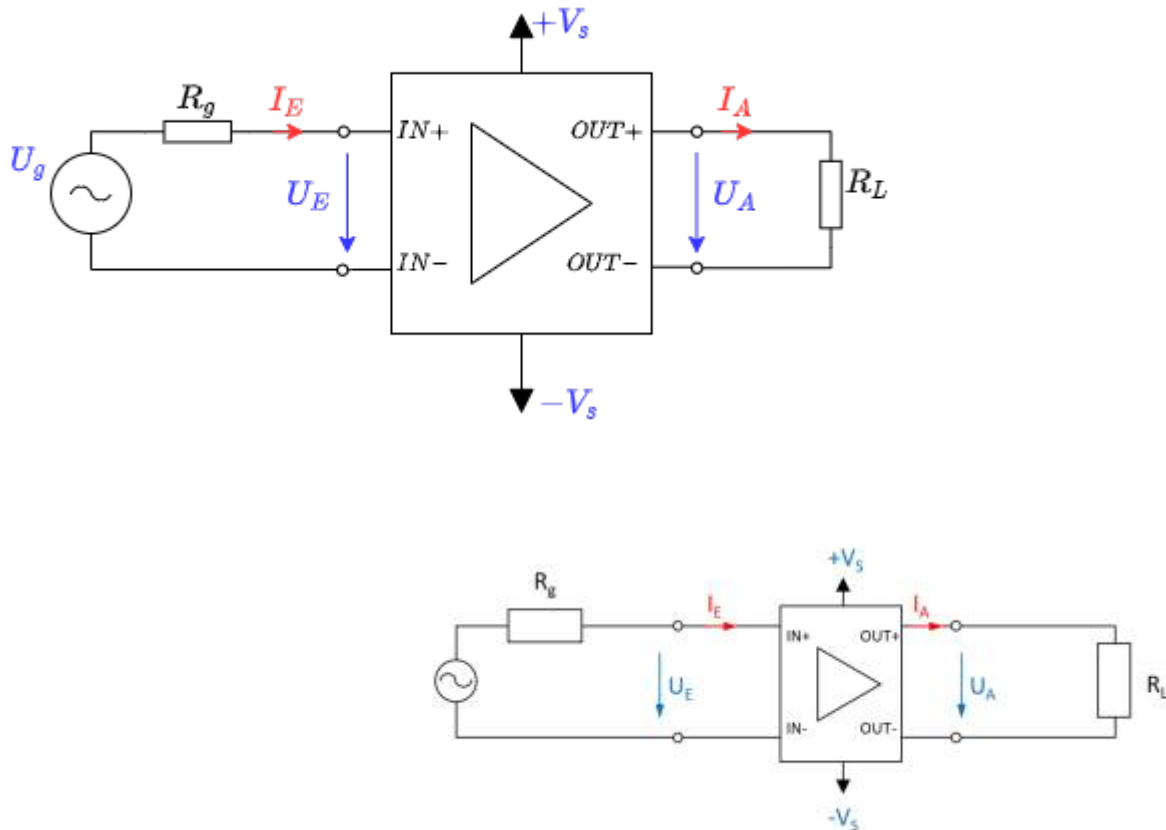 +V_s
R_g I_E I_A
IN+ OUT+
U_g U_E U_A R_L
IN− OUT−
−V_s
+V_S
R_g I_E I_A
IN+ OUT+
U_E U_A R_L
IN- OUT-
-V_S